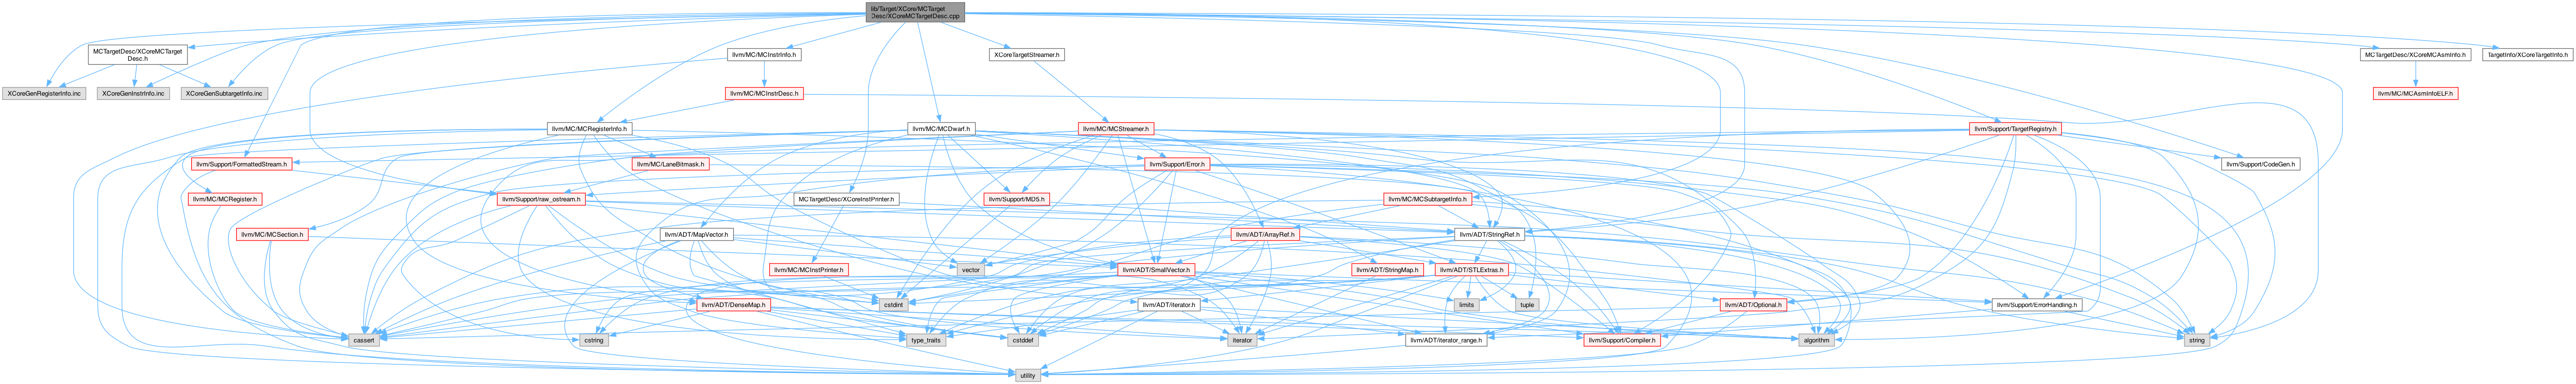 lib/Target/XCore/MCTarget
Desc/XCoreMCTargetDesc.cpp
MCTargetDesc/XCoreMCTarget
Desc.h
llvm/MC/MCInstrInfo.h
XCoreTargetStreamer.h
MCTargetDesc/XCoreMCAsmInfo.h
TargetInfo/XCoreTargetInfo.h
XCoreGenRegisterInfo.inc
XCoreGenInstrInfo.inc
XCoreGenSubtargetInfo.inc
llvm/MC/MCInstrDesc.h
llvm/MC/MCAsmInfoELF.h
llvm/MC/MCRegisterInfo.h
llvm/MC/MCDwarf.h
llvm/MC/MCStreamer.h
llvm/Support/TargetRegistry.h
llvm/Support/FormattedStream.h
llvm/MC/LaneBitmask.h
llvm/Support/Error.h
llvm/Support/CodeGen.h
llvm/MC/MCRegister.h
llvm/Support/raw_ostream.h
MCTargetDesc/XCoreInstPrinter.h
llvm/Support/MD5.h
llvm/MC/MCSubtargetInfo.h
llvm/MC/MCSection.h
llvm/ADT/MapVector.h
llvm/ADT/ArrayRef.h
llvm/ADT/StringRef.h
llvm/MC/MCInstPrinter.h
vector
llvm/ADT/SmallVector.h
llvm/ADT/StringMap.h
llvm/ADT/STLExtras.h
llvm/ADT/DenseMap.h
cstdint
llvm/ADT/iterator.h
limits
tuple
llvm/ADT/Optional.h
llvm/Support/ErrorHandling.h
cassert
cstring
type_traits
cstddef
iterator
llvm/ADT/iterator_range.h
llvm/Support/Compiler.h
algorithm
string
utility